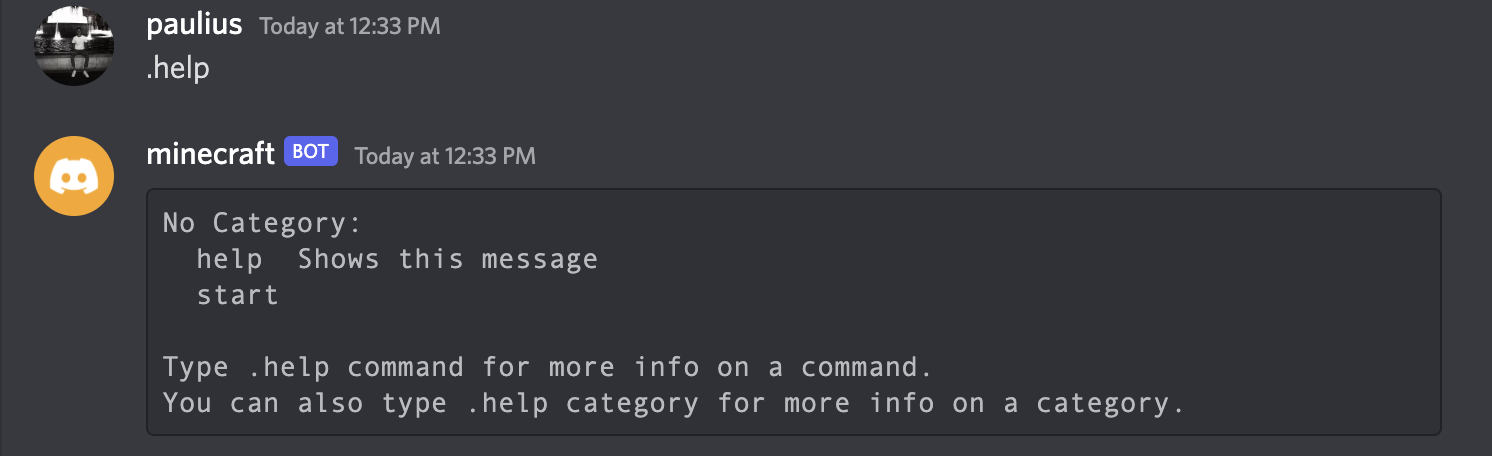 paulius Today at 12:33 PM
.help
minecraft BOT Today at 12:33 PM
No Category:
  help  Shows this message
  start

Type .help command for more info on a command.
You can also type .help category for more info on a category.